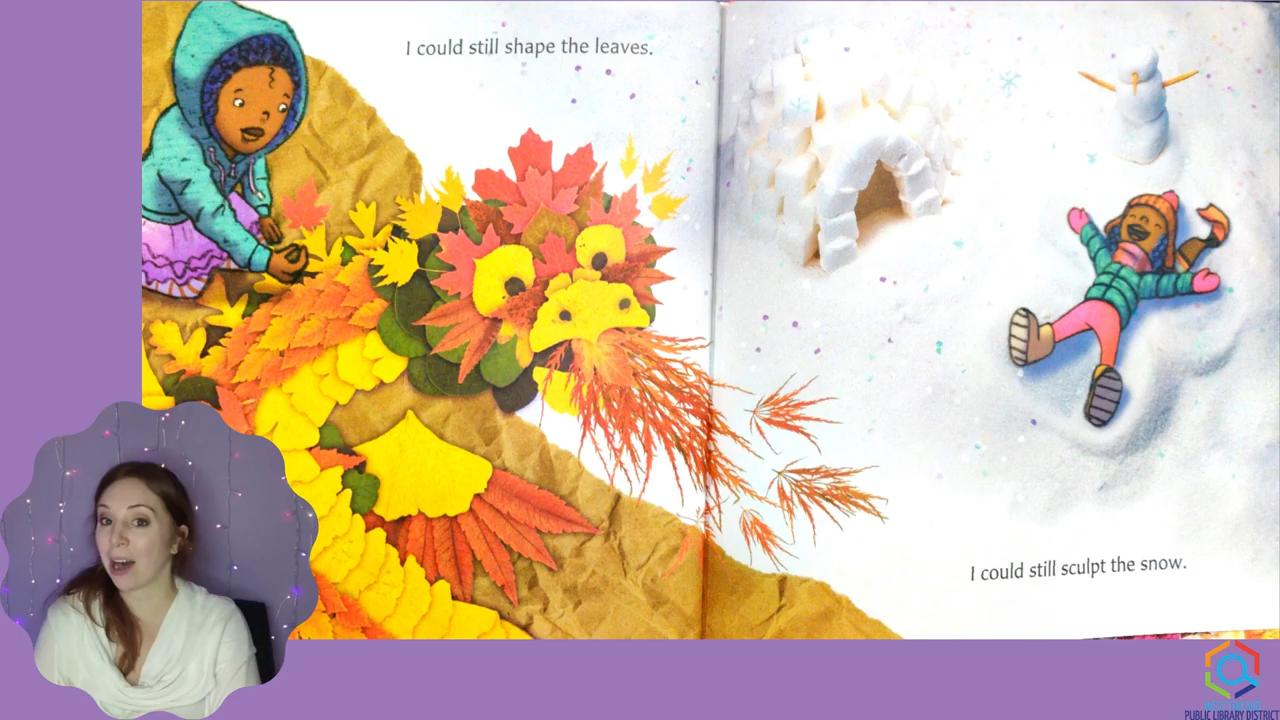 I could still shape the leaves.
I could still sculpt the snow.
PUBLIC LIBRARY DISTRICT